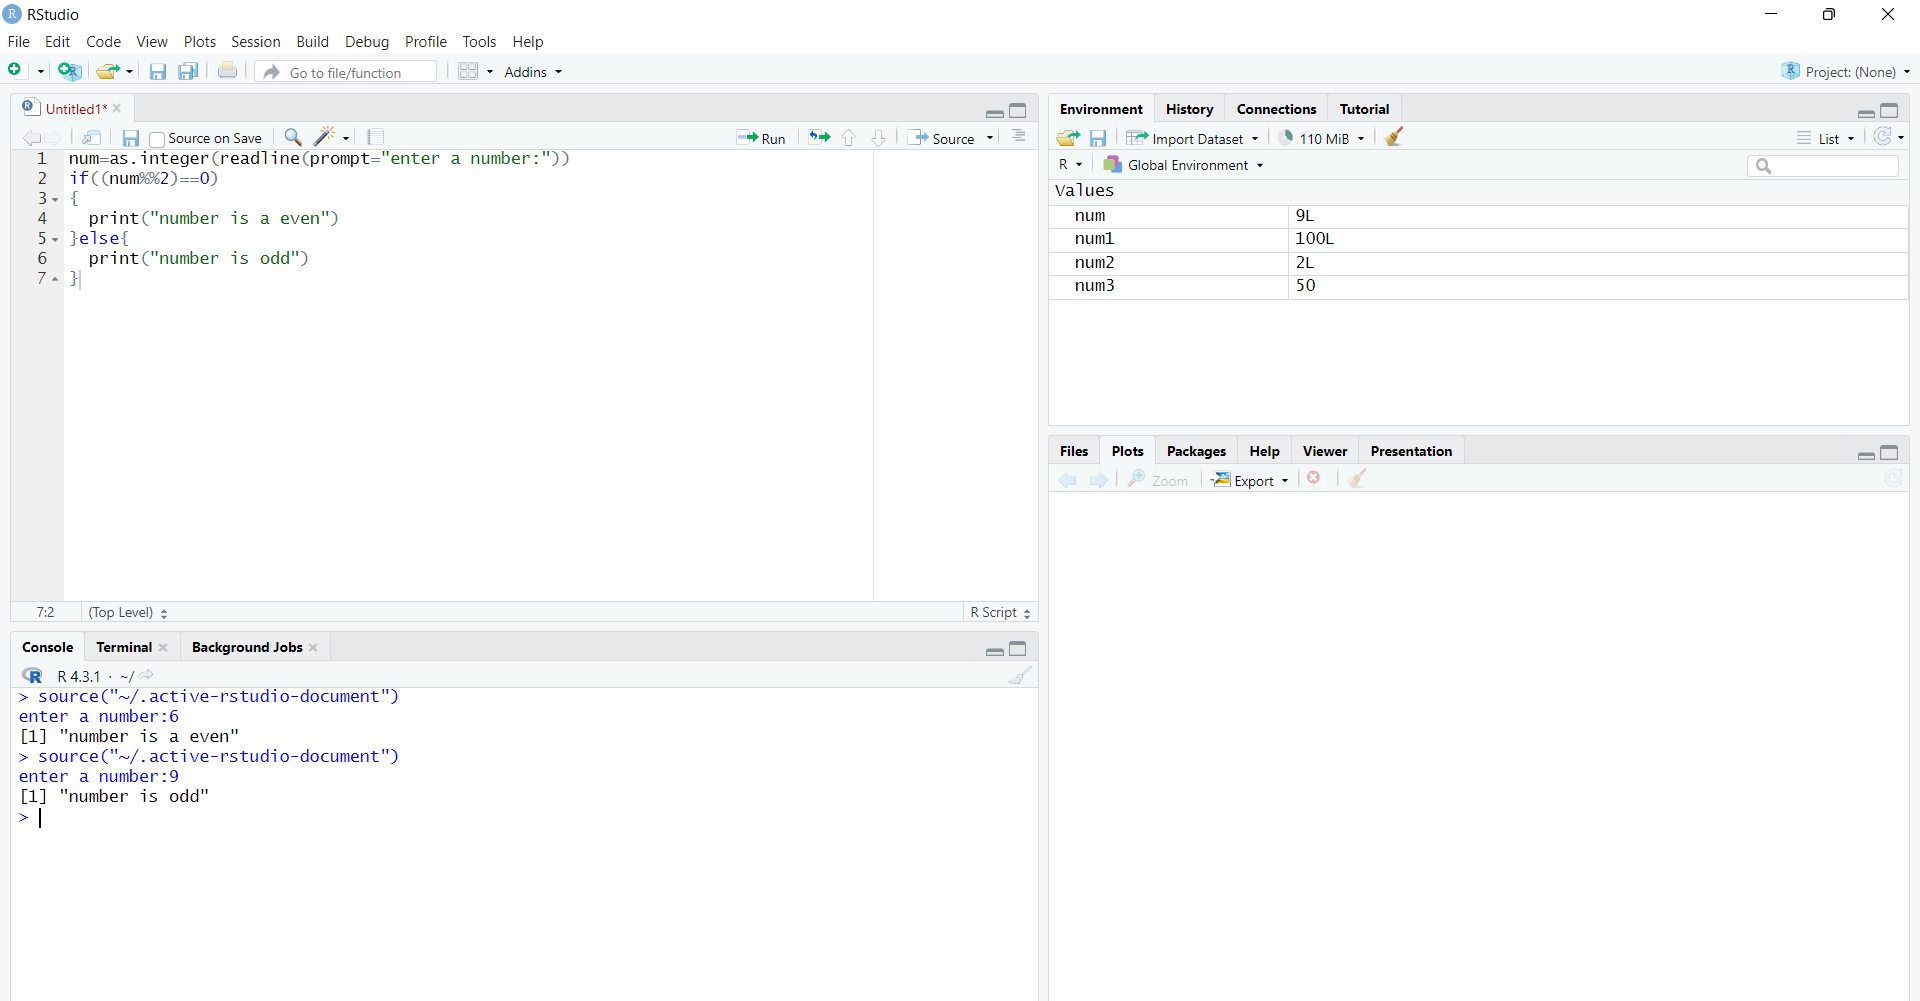 RStudio
File Edit Code View Plots Session Build Debug Profile Tools Help
Go to file/function Addins Project: (None)
Untitled1*
Source on Save Run Source
1 num=as.integer(readline(prompt="enter a number:"))
2 if((num%%2)==0)
3 {
4   print("number is a even")
5 }else{
6   print("number is odd")
7 }
7:2 (Top Level) R Script
Console Terminal Background Jobs
R R 4.3.1 · ~/
> source("~/.active-rstudio-document")
enter a number:6
[1] "number is a even"
> source("~/.active-rstudio-document")
enter a number:9
[1] "number is odd"
>
Environment History Connections Tutorial
Import Dataset 110 MiB List
R Global Environment
Values
num 9L
num1 100L
num2 2L
num3 50
Files Plots Packages Help Viewer Presentation
Zoom Export